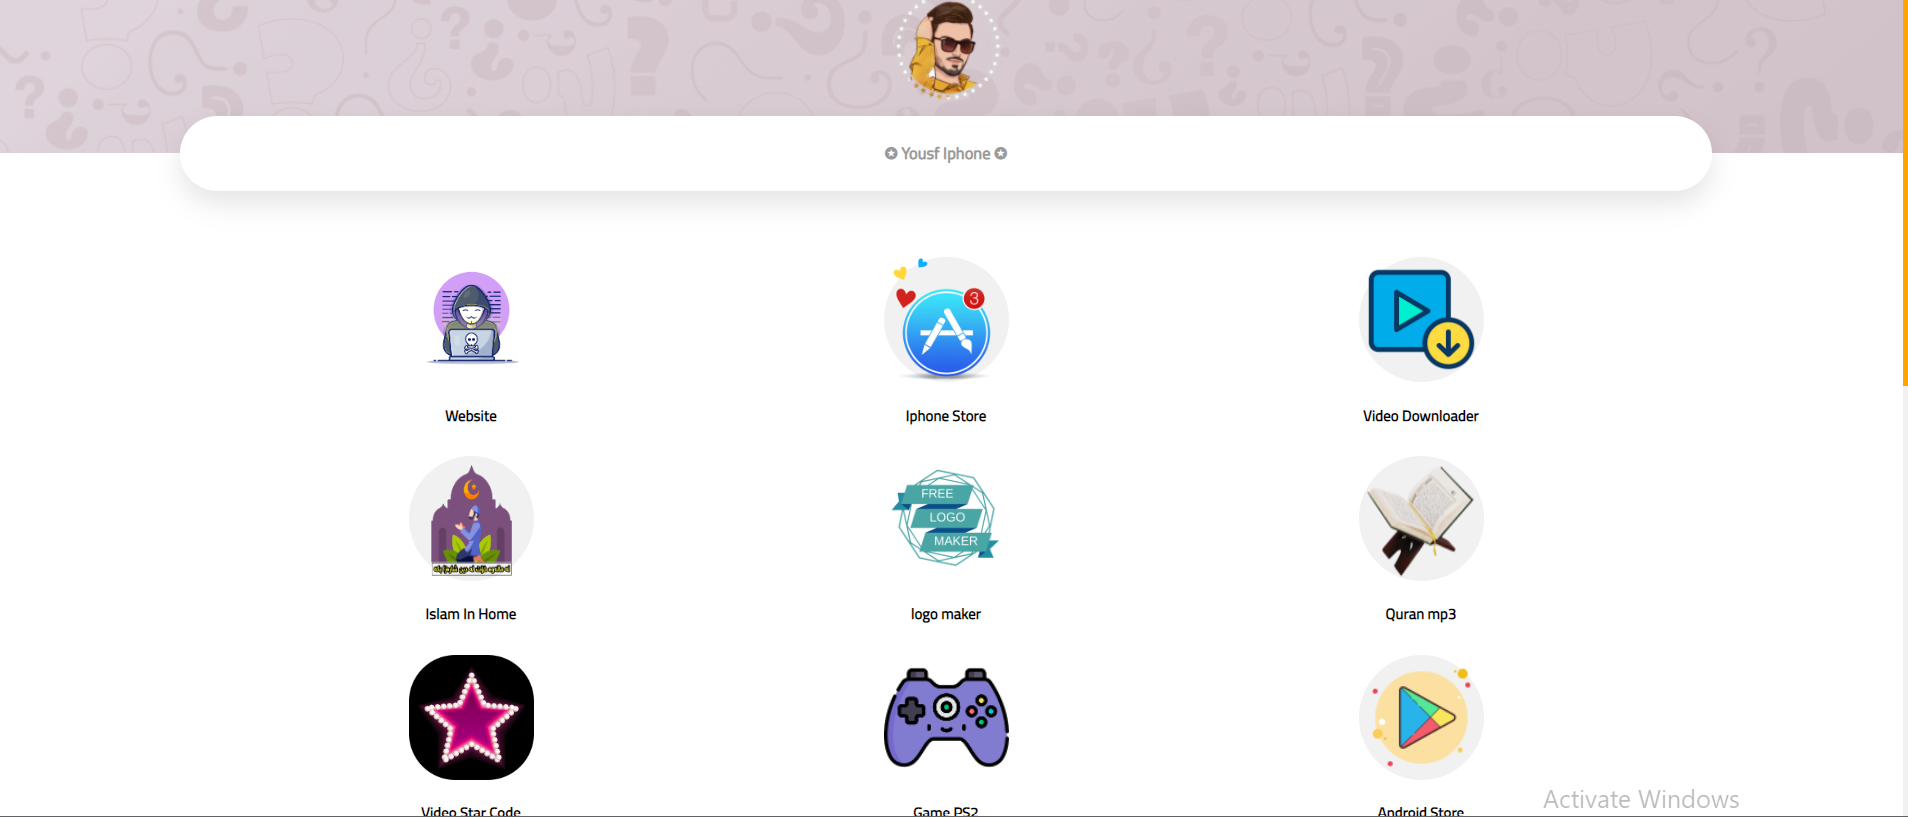 ✪ Yousf Iphone ✪
3
Website
Iphone Store
Video Downloader
FREE
LOGO
MAKER
Islam In Home
logo maker
Quran mp3
Video Star Code
Game PS2
Android Store
Activate Windows